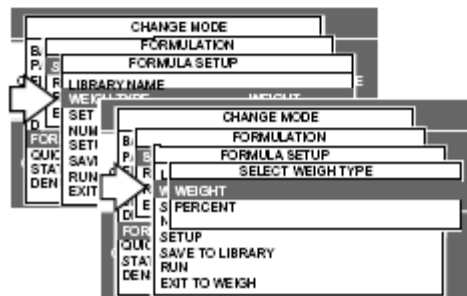 CHANGE MODE
FORMULATION
FORMULA SETUP
LIBRARY NAME
WEIGH TYPE WEIGHT
SET
NUM
SETU
SAVE
RUN
EXIT
FOR
QUIC
STAT
DEN
CHANGE MODE
FORMULATION
FORMULA SETUP
SELECT WEIGH TYPE
WEIGHT
PERCENT
SETUP
SAVE TO LIBRARY
RUN
EXIT TO WEIGH
FOR
QUIC
STAT
DEN